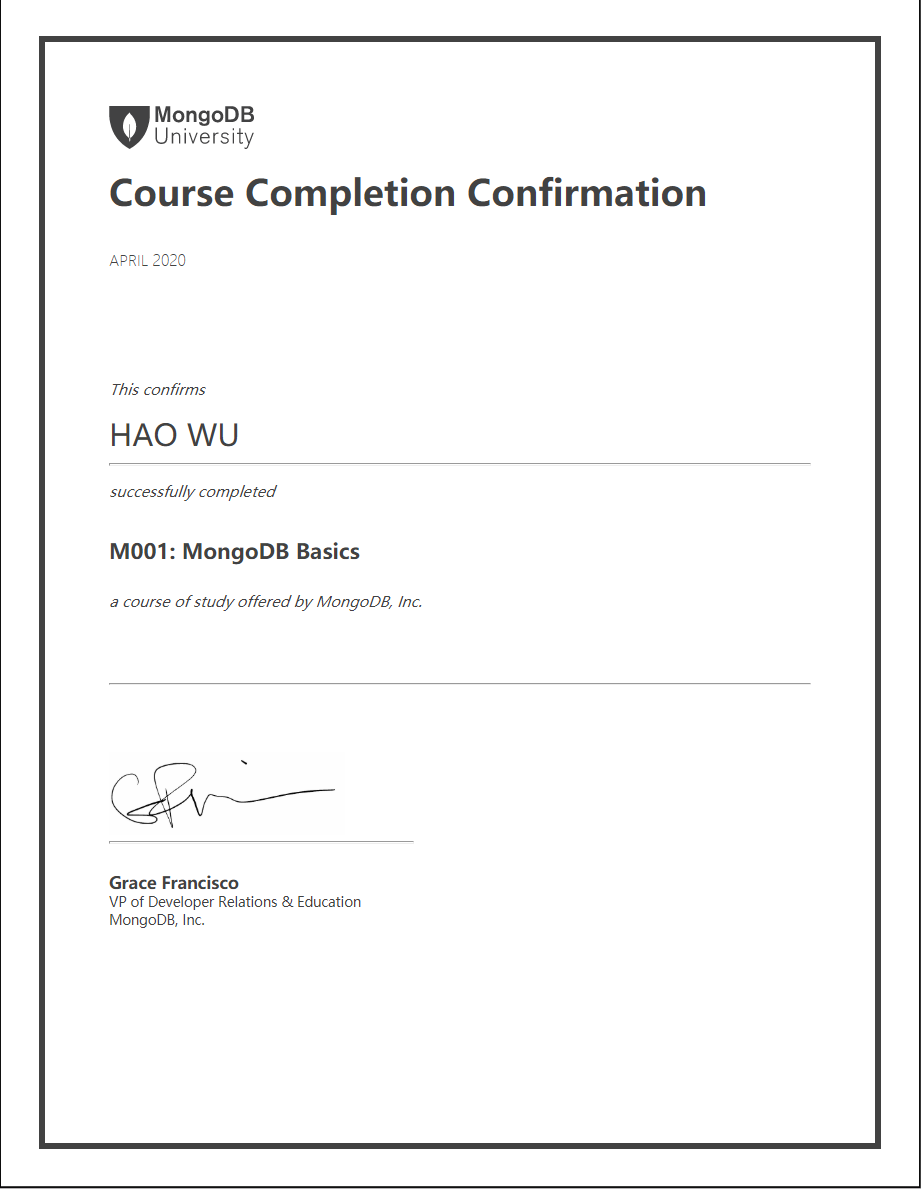 MongoDB
University
Course Completion Confirmation
APRIL 2020
This confirms
HAO WU
successfully completed
M001: MongoDB Basics
a course of study offered by MongoDB, Inc.
Grace Francisco
VP of Developer Relations & Education
MongoDB, Inc.